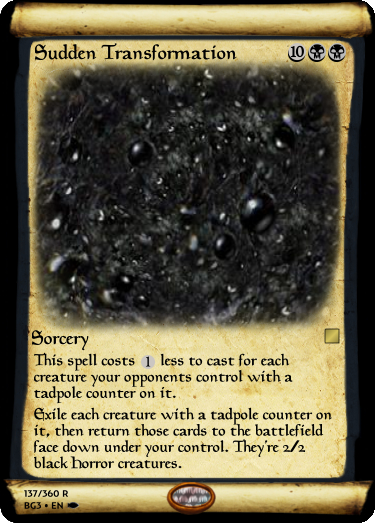 Sudden Transformation 10
Sorcery
This spell costs 1 less to cast for each
creature your opponents control with a
tadpole counter on it.
Exile each creature with a tadpole counter on
it, then return those cards to the battlefield
face down under your control. They're 2/2
black Horror creatures.
137/360 R
BG3 • EN